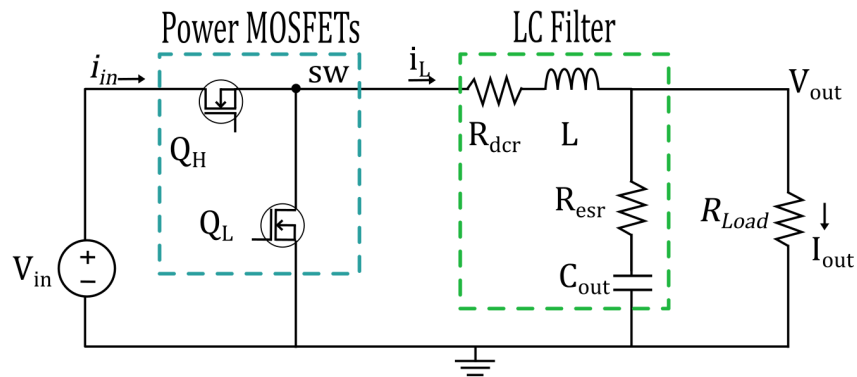 Power MOSFETs
LC Filter
i_in
sw
i_L
V_out
Q_H
R_dcr
L
Q_L
R_esr
R_Load
I_out
V_in
+
−
C_out